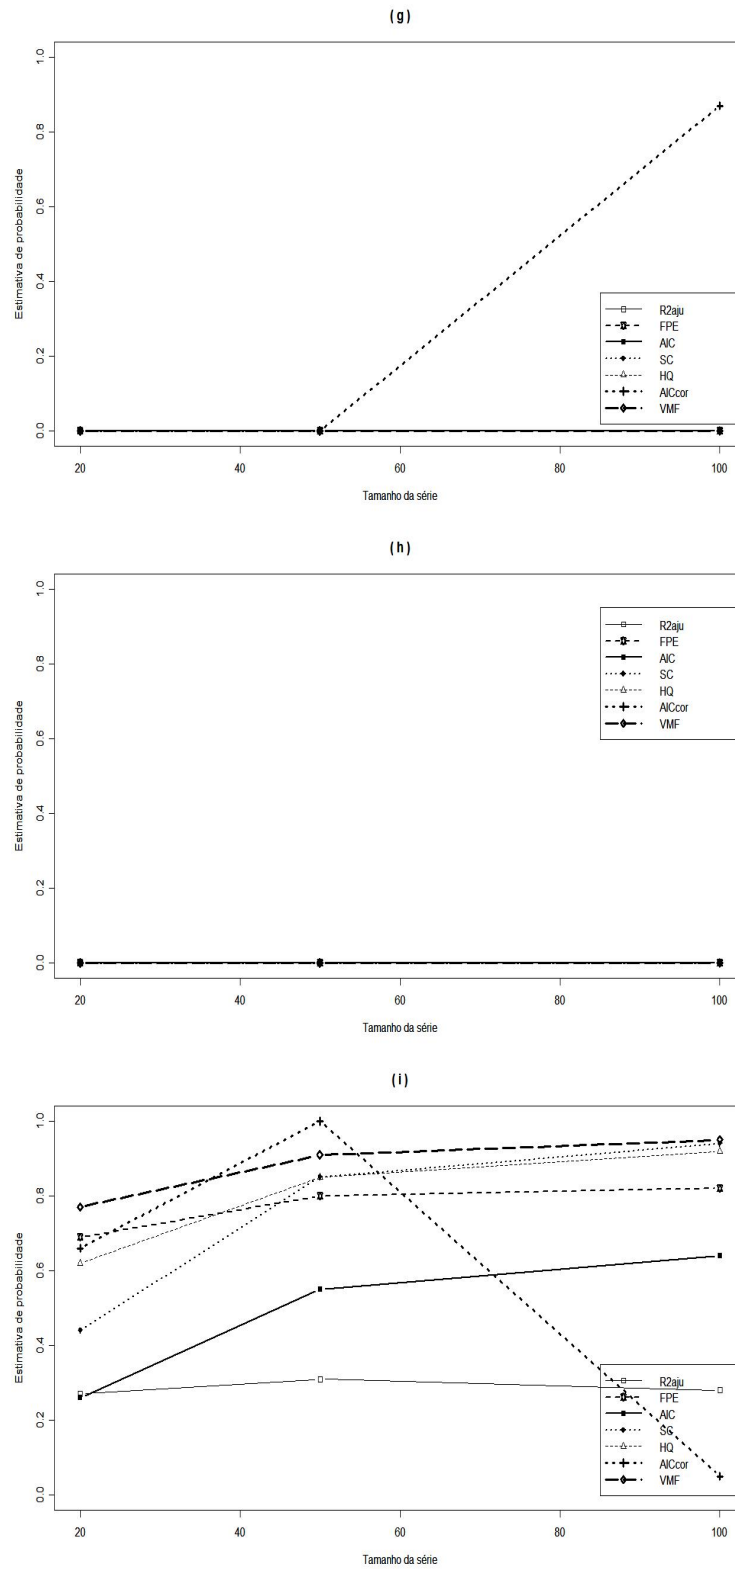 (g)
1.0
0.8
0.6
0.4
0.2
0.0
Estimativa de probabilidade
R2aju
FPE
AIC
SC
HQ
AICcor
VMF
20 40 60 80 100
Tamanho da série
(h)
1.0
0.8
0.6
0.4
0.2
0.0
Estimativa de probabilidade
R2aju
FPE
AIC
SC
HQ
AICcor
VMF
20 40 60 80 100
Tamanho da série
(i)
1.0
0.8
0.6
0.4
0.2
0.0
Estimativa de probabilidade
R2aju
FPE
AIC
SC
HQ
AICcor
VMF
20 40 60 80 100
Tamanho da série